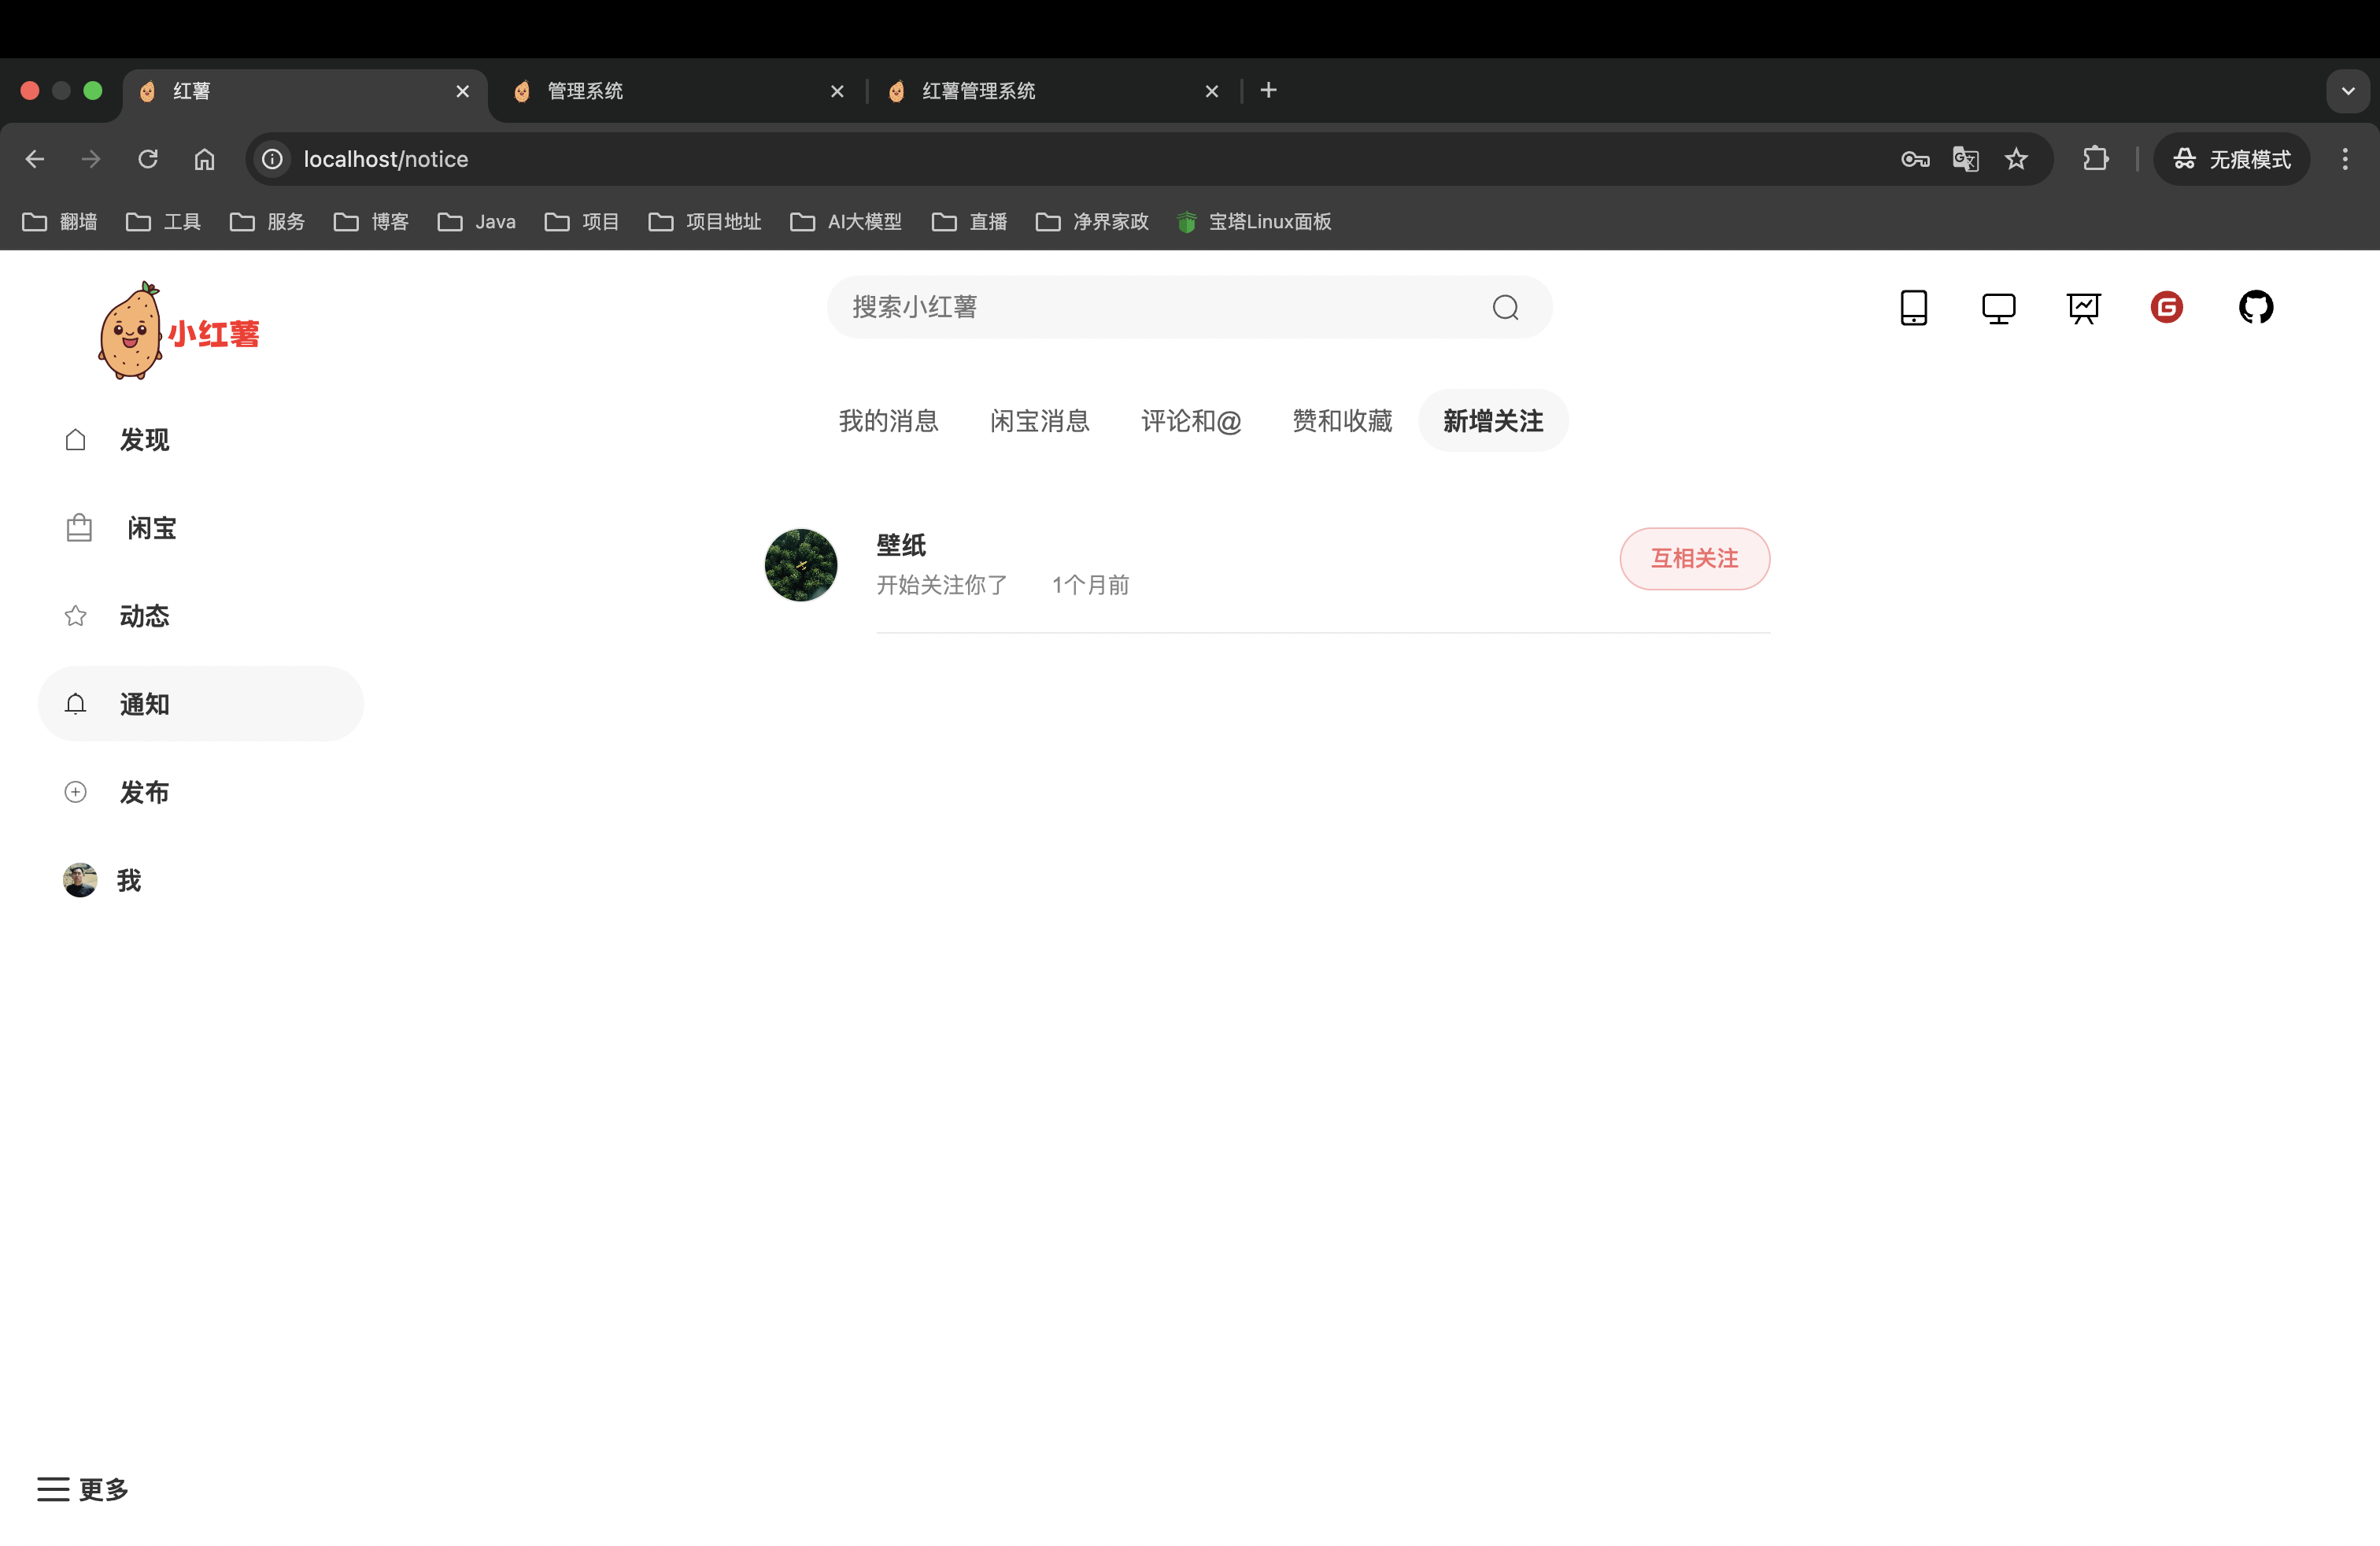 红薯
管理系统
红薯管理系统
localhost/notice
无痕模式
翻墙
工具
服务
博客
Java
项目
项目地址
AI大模型
直播
净界家政
宝塔Linux面板
小红薯
搜索小红薯
我的消息
闲宝消息
评论和@
赞和收藏
新增关注
发现
闲宝
动态
通知
发布
我
壁纸
开始关注你了 1个月前
互相关注
更多